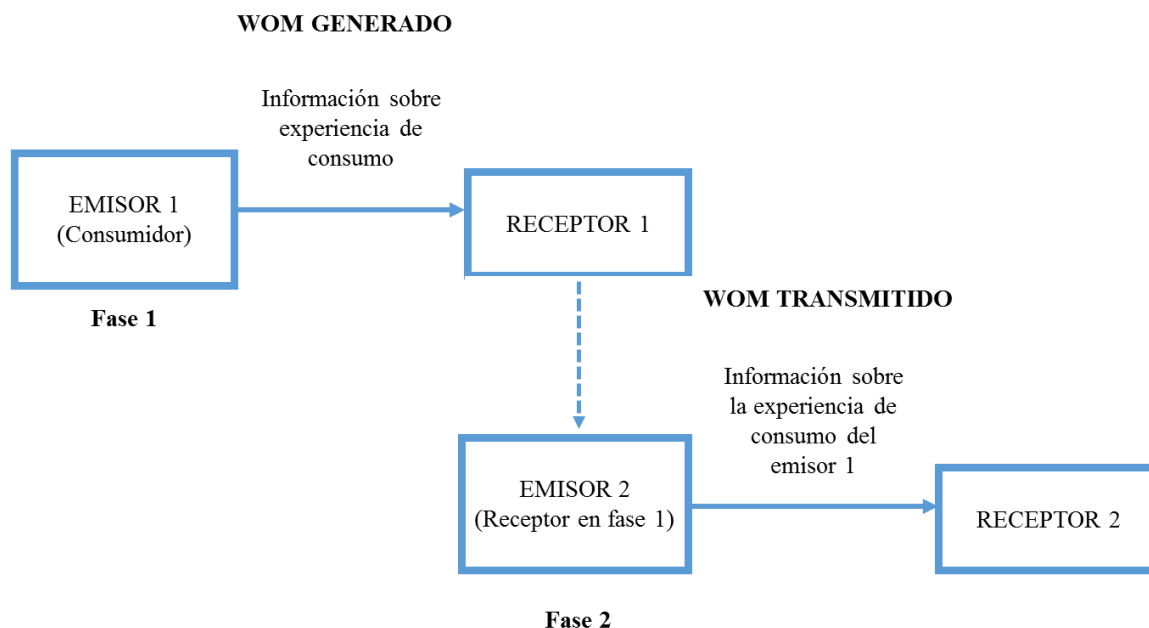 WOM GENERADO
Información sobre
experiencia de
consumo
EMISOR 1
(Consumidor)
RECEPTOR 1
Fase 1
WOM TRANSMITIDO
Información sobre
la experiencia de
consumo del
emisor 1
EMISOR 2
(Receptor en fase 1)
RECEPTOR 2
Fase 2